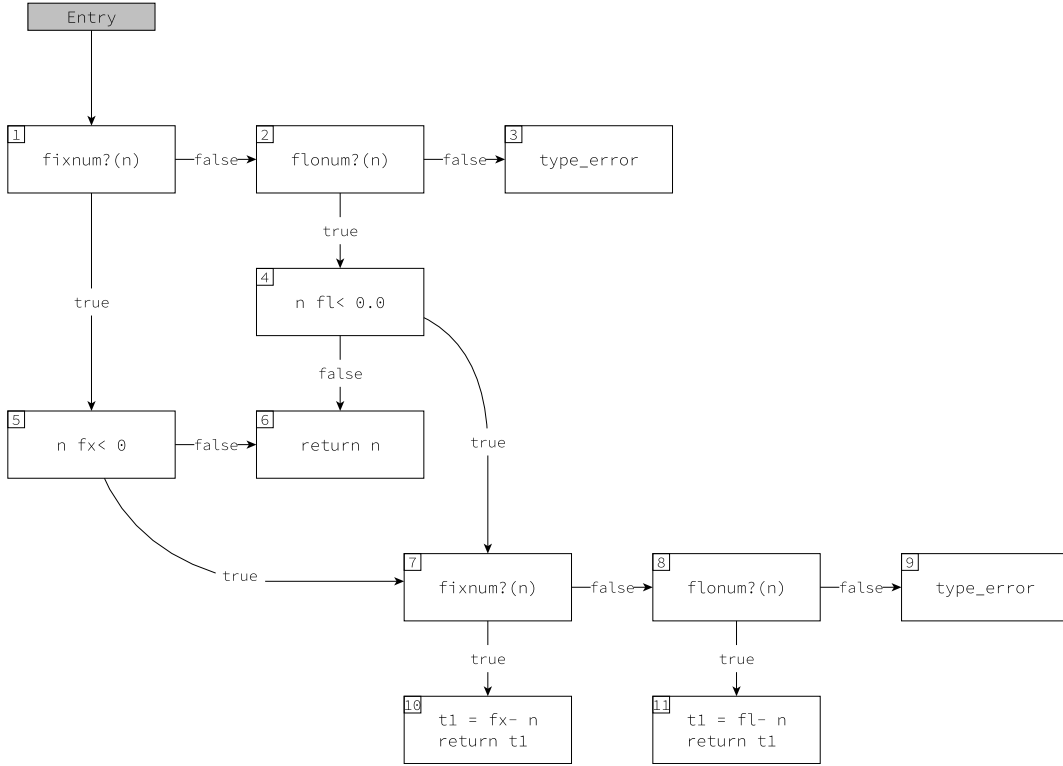 Entry
1
fixnum?(n)
false
2
flonum?(n)
false
3
type_error
true
4
n fl< 0.0
true
false
5
n fx< 0
false
6
return n
true
true
7
fixnum?(n)
false
8
flonum?(n)
false
9
type_error
true
true
10
t1 = fx- n
return t1
11
t1 = fl- n
return t1